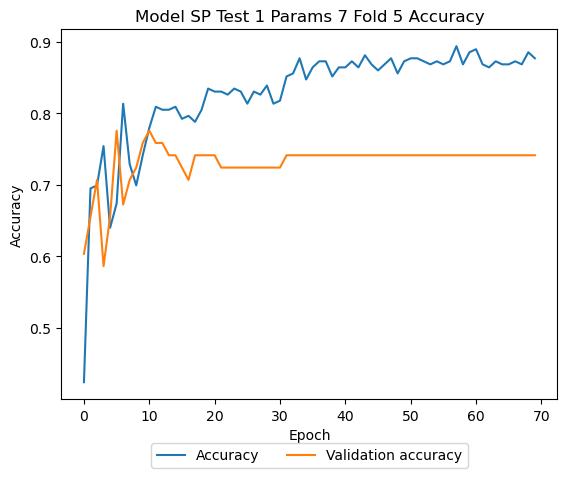 Model SP Test 1 Params 7 Fold 5 Accuracy
Accuracy
0.9
0.8
0.7
0.6
0.5
0 10 20 30 40 50 60 70
Epoch
Accuracy Validation accuracy